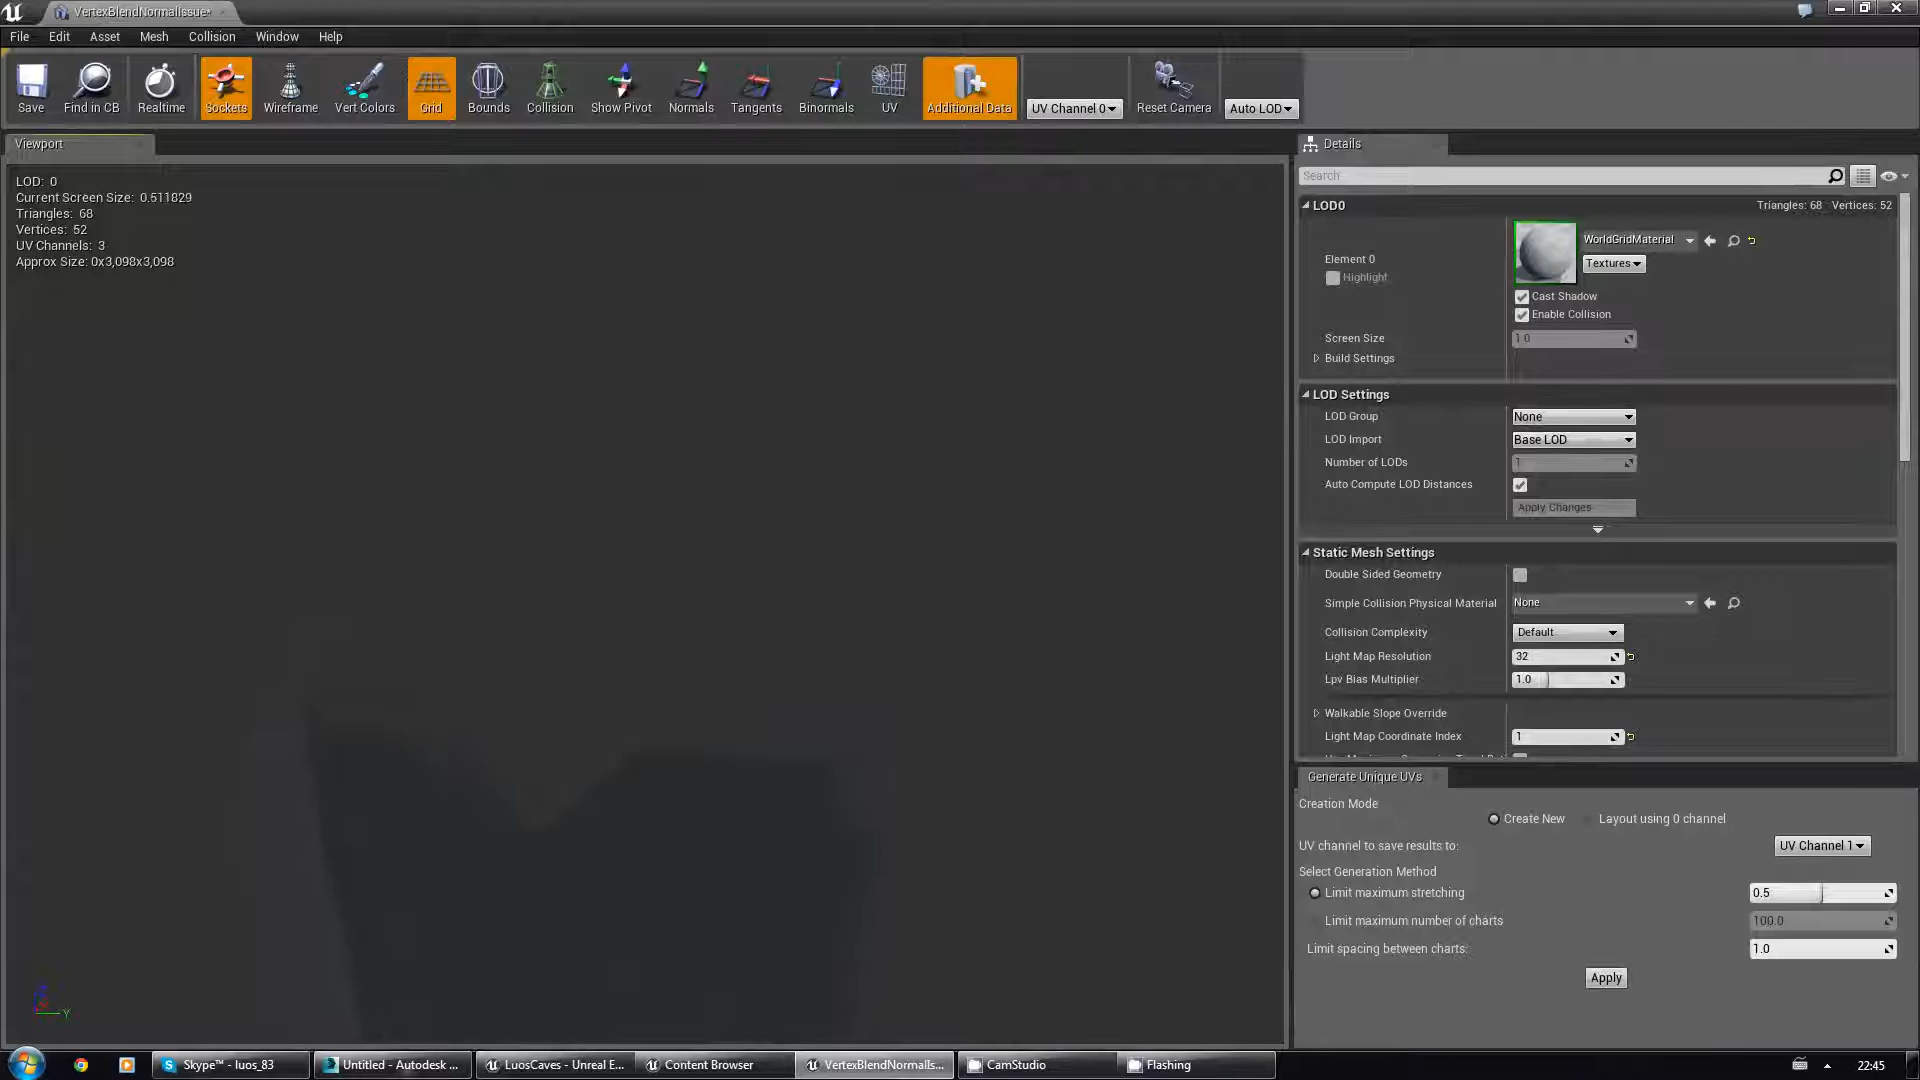 VertexBlendNormalIssue*
File Edit Asset Mesh Collision Window Help
Save Find in CB Realtime Sockets Wireframe Vert Colors Grid Bounds Collision Show Pivot Normals Tangents Binormals UV Additional Data UV Channel 0 Reset Camera Auto LOD
Viewport
LOD: 0
Current Screen Size: 0.511829
Triangles: 68
Vertices: 52
UV Channels: 3
Approx Size: 0x3,098x3,098
Y
Details
Search
LOD0 Triangles: 68 Vertices: 52
WorldGridMaterial
Element 0
Textures
Highlight
Cast Shadow
Enable Collision
Screen Size 1.0
Build Settings
LOD Settings
LOD Group None
LOD Import Base LOD
Number of LODs 1
Auto Compute LOD Distances
Apply Changes
Static Mesh Settings
Double Sided Geometry
Simple Collision Physical Material None
Collision Complexity Default
Light Map Resolution 32
Lpv Bias Multiplier 1.0
Walkable Slope Override
Light Map Coordinate Index 1
Generate Unique UVs
Creation Mode
Create New Layout using 0 channel
UV channel to save results to: UV Channel 1
Select Generation Method
Limit maximum stretching 0.5
Limit maximum number of charts 100.0
Limit spacing between charts: 1.0
Apply
Skype™ - luos_83 Untitled - Autodesk ... LuosCaves - Unreal E... Content Browser VertexBlendNormalIs... CamStudio Flashing 22:45